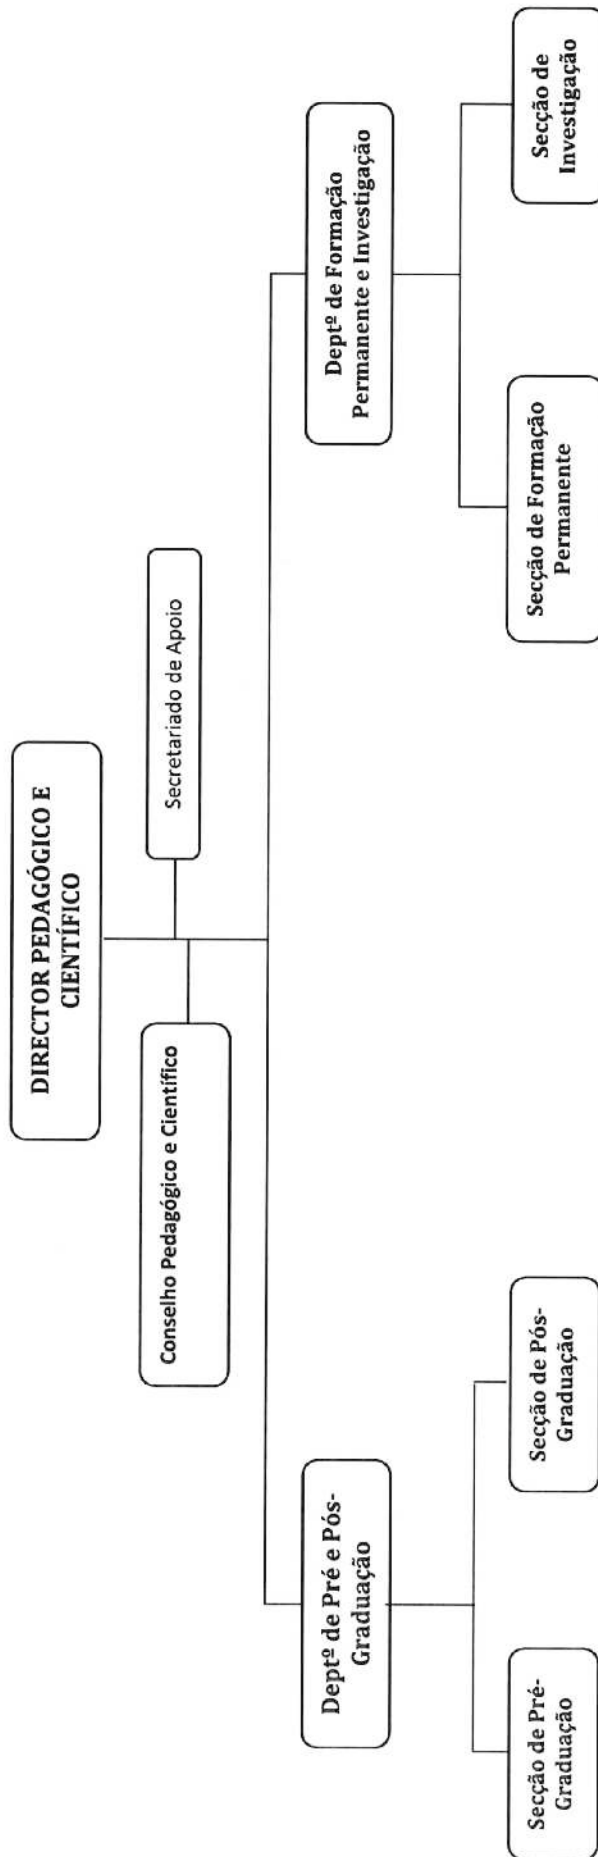 DIRECTOR PEDAGÓGICO E
CIENTÍFICO
Secretariado de Apoio
Conselho Pedagógico e Científico
Deptº de Pré e Pós-
Graduação
Deptº de Formação
Permanente e Investigação
Secção de Pré-
Graduação
Secção de Pós-
Graduação
Secção de Formação
Permanente
Secção de
Investigação